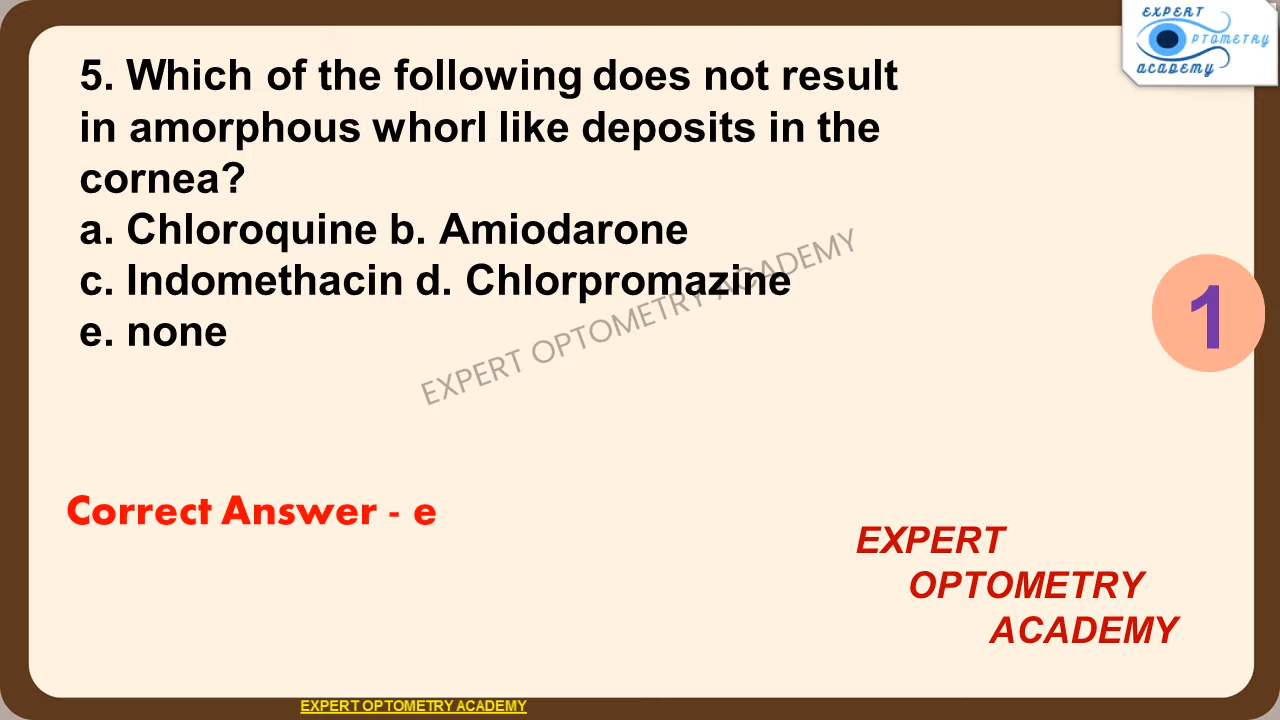 EXPERT
PTOMETRY
academy
5. Which of the following does not result
in amorphous whorl like deposits in the
cornea?
a. Chloroquine b. Amiodarone
c. Indomethacin d. Chlorpromazine
e. none
EXPERT OPTOMETRY ACADEMY
1
Correct Answer - e
EXPERT
OPTOMETRY
ACADEMY
EXPERT OPTOMETRY ACADEMY